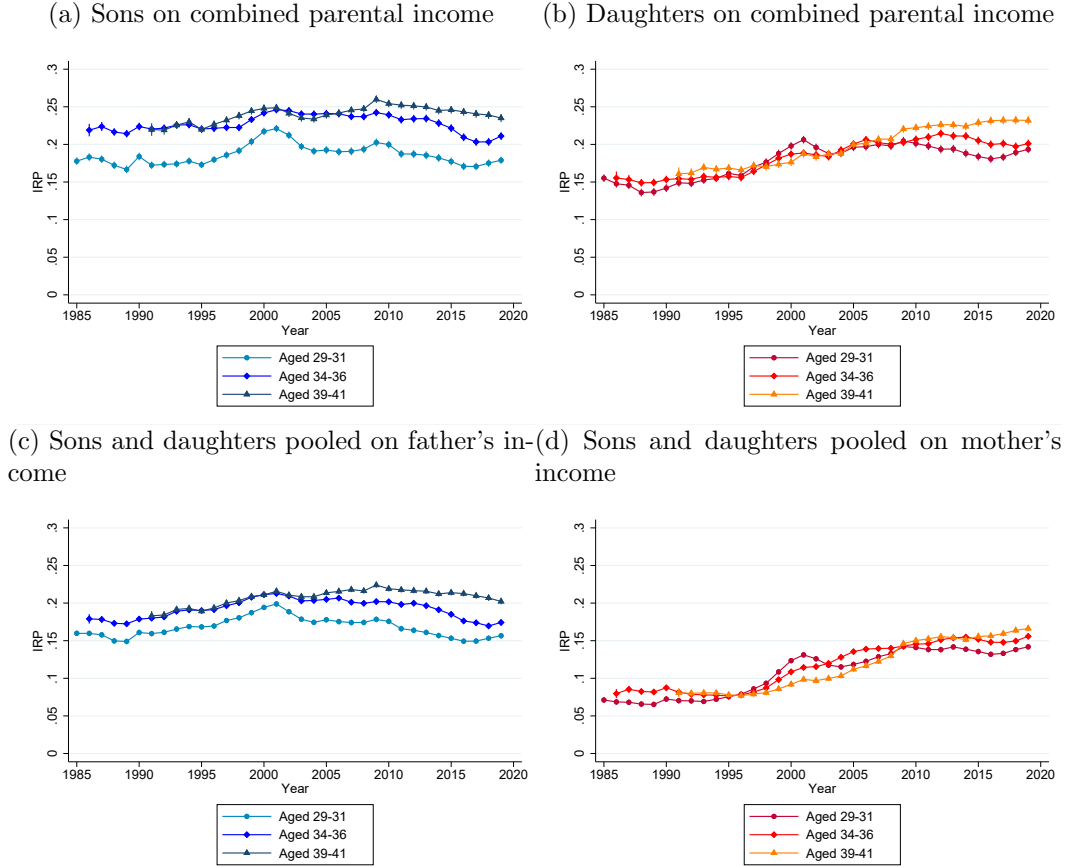 (a) Sons on combined parental income
(b) Daughters on combined parental income
IRP
.3
.25
.2
.15
.1
.05
0
1985 1990 1995 2000 2005 2010 2015 2020
Year
Aged 29-31
Aged 34-36
Aged 39-41
IRP
.3
.25
.2
.15
.1
.05
0
1985 1990 1995 2000 2005 2010 2015 2020
Year
Aged 29-31
Aged 34-36
Aged 39-41
(c) Sons and daughters pooled on father's in-
come
(d) Sons and daughters pooled on mother's
income
IRP
.3
.25
.2
.15
.1
.05
0
1985 1990 1995 2000 2005 2010 2015 2020
Year
Aged 29-31
Aged 34-36
Aged 39-41
IRP
.3
.25
.2
.15
.1
.05
0
1985 1990 1995 2000 2005 2010 2015 2020
Year
Aged 29-31
Aged 34-36
Aged 39-41